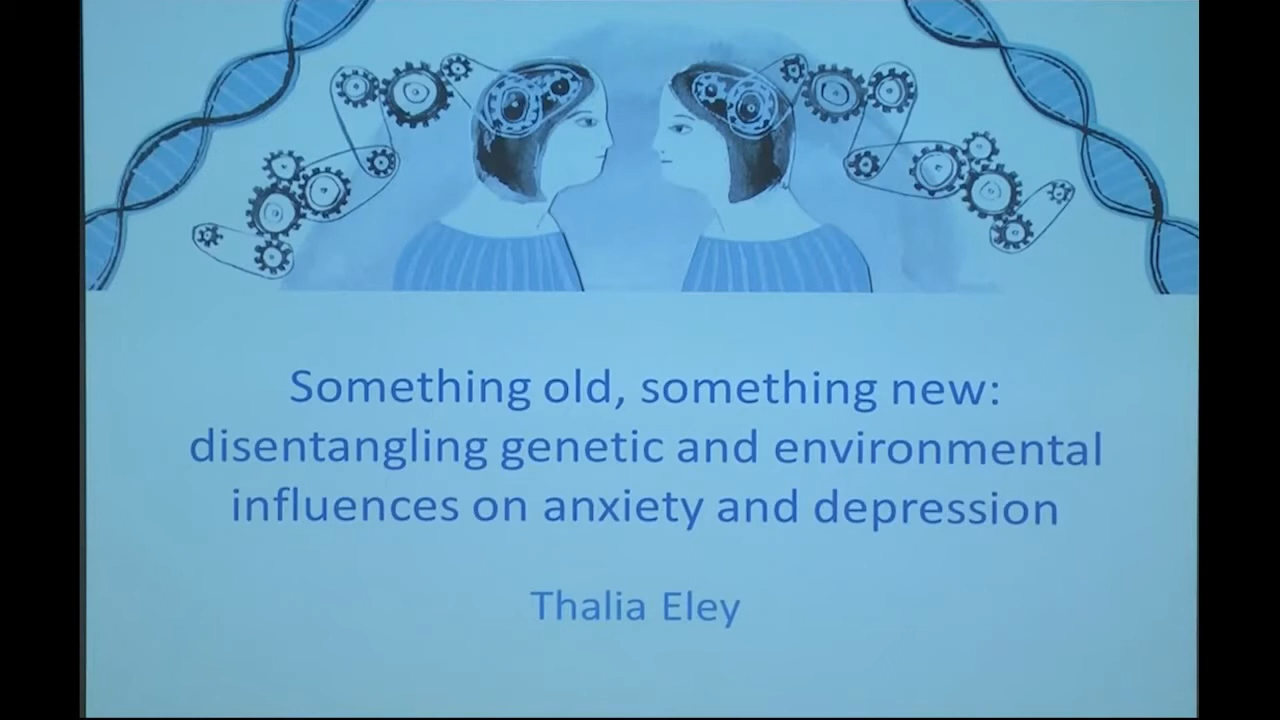 Something old, something new:
disentangling genetic and environmental
influences on anxiety and depression
Thalia Eley